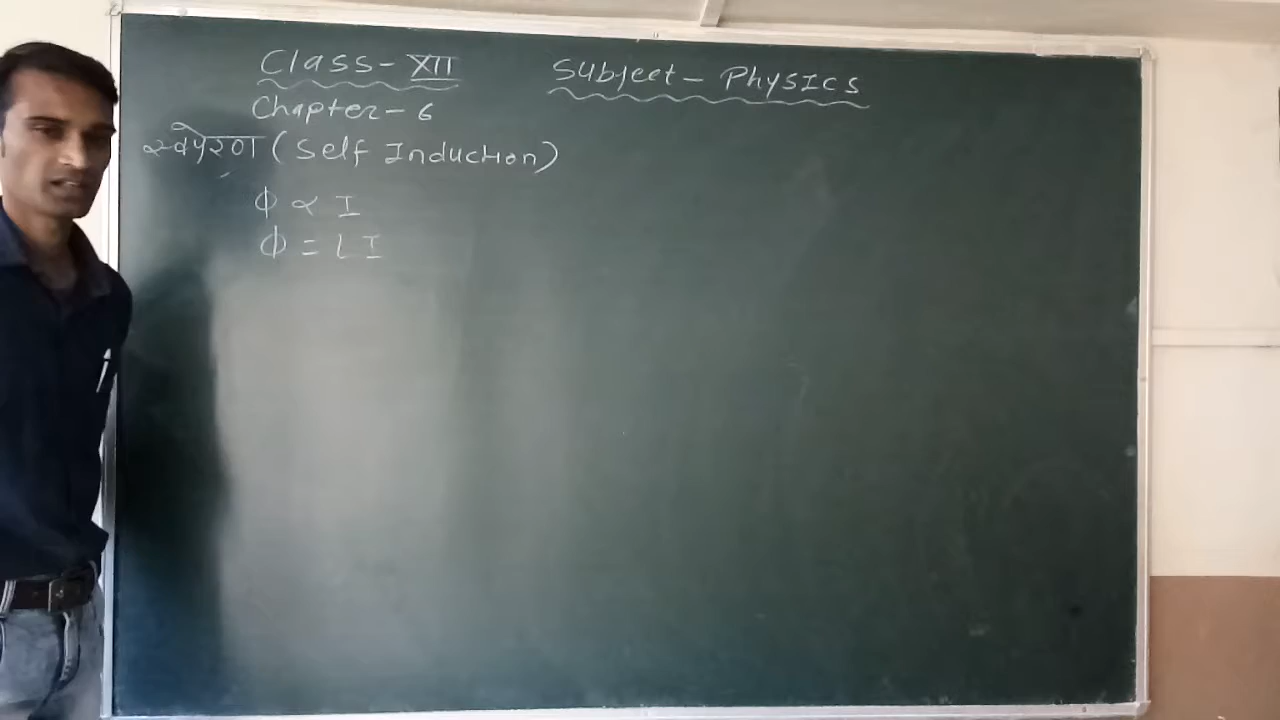 Class - XII Subject - Physics
Chapter - 6
स्वप्रेरण (Self Induction)
Φ ∝ I
Φ = L I